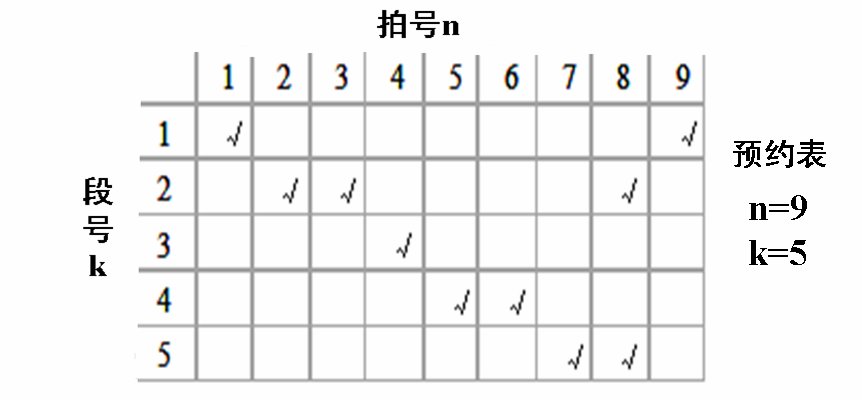 拍号n
1 2 3 4 5 6 7 8 9
1 √ √
2 √ √ √
3 √
4 √ √
5 √ √
段号k
预约表
n=9
k=5